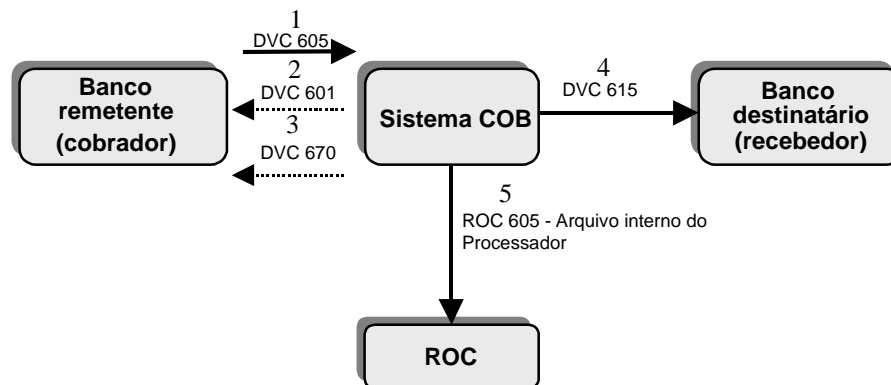 1
DVC 605
2
DVC 601
3
DVC 670
Banco
remetente
(cobrador)
Sistema COB
4
DVC 615
Banco
destinatário
(recebedor)
5
ROC 605 - Arquivo interno do
Processador
ROC